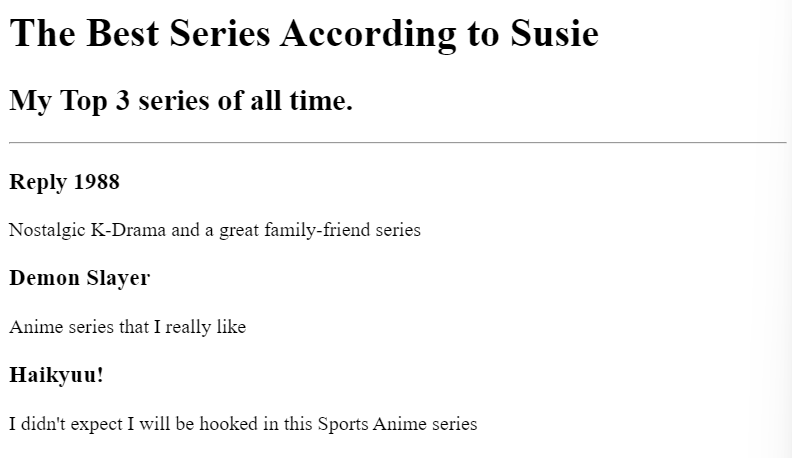 The Best Series According to Susie
My Top 3 series of all time.
Reply 1988
Nostalgic K-Drama and a great family-friend series
Demon Slayer
Anime series that I really like
Haikyuu!
I didn't expect I will be hooked in this Sports Anime series